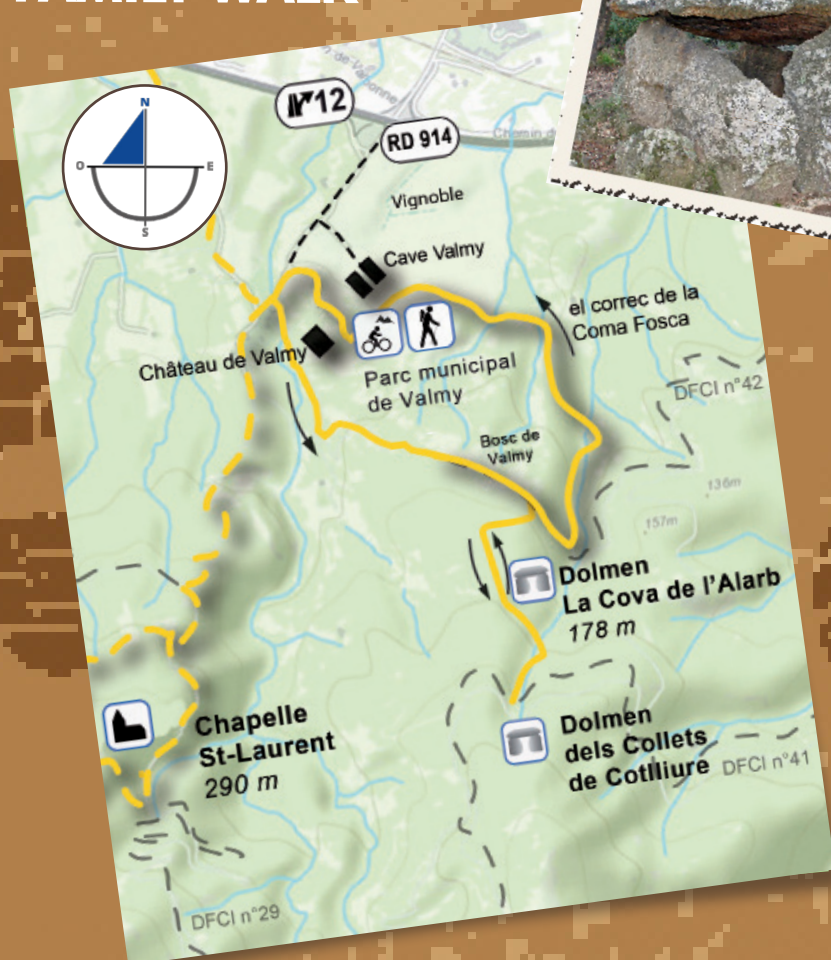 N
O
E
S
12
RD 914
Vignoble
Cave Valmy
el correc de la
Coma Fosca
Château de Valmy
Parc municipal
de Valmy
DFCI n°42
Bosc de
Valmy
136m
157m
Dolmen
La Cova de l'Alarb
178 m
Chapelle
St-Laurent
290 m
Dolmen
dels Collets
de Cotlliure
DFCI n°41
DFCI n°29